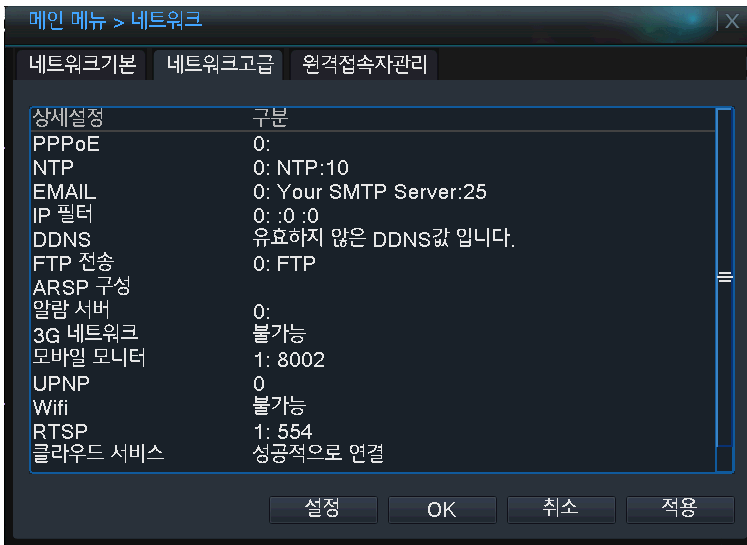 메인 메뉴 > 네트워크 X
네트워크기본 네트워크고급 원격접속자관리
상세설정 구분
PPPoE 0:
NTP 0: NTP:10
EMAIL 0: Your SMTP Server:25
IP 필터 0: :0 :0
DDNS 유효하지 않은 DDNS값 입니다.
FTP 전송 0: FTP
ARSP 구성
알람 서버 0:
3G 네트워크 불가능
모바일 모니터 1: 8002
UPNP 0
Wifi 불가능
RTSP 1: 554
클라우드 서비스 성공적으로 연결
설정 OK 취소 적용